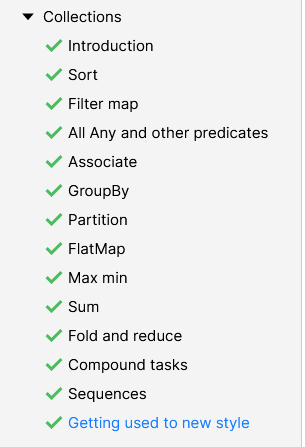 Collections
Introduction
Sort
Filter map
All Any and other predicates
Associate
GroupBy
Partition
FlatMap
Max min
Sum
Fold and reduce
Compound tasks
Sequences
Getting used to new style